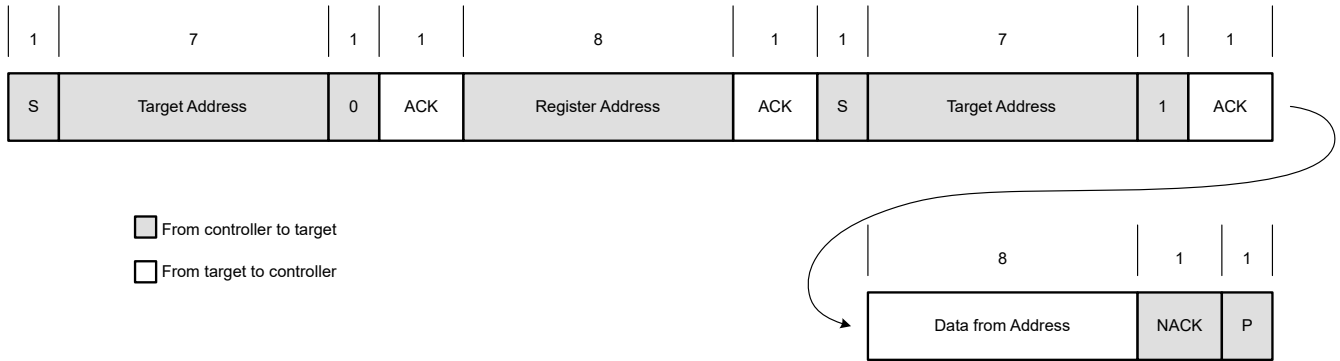 1 7 1 1 8 1 1 7 1 1
S Target Address 0 ACK Register Address ACK S Target Address 1 ACK
From controller to target
From target to controller
8 1 1
Data from Address NACK P